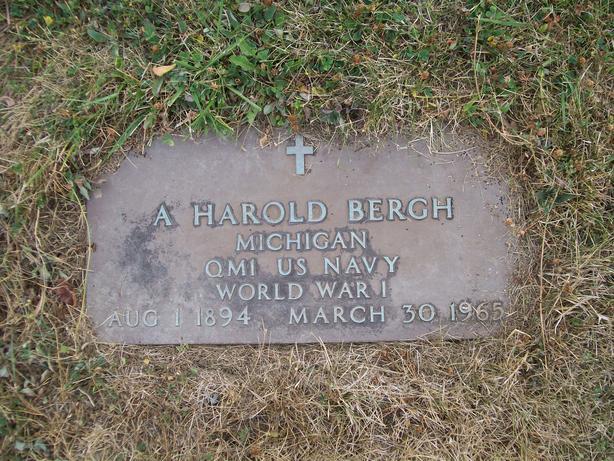 A HAROLD BERGH
MICHIGAN
QM1 US NAVY
WORLD WAR I
AUG 1 1894 MARCH 30 1965